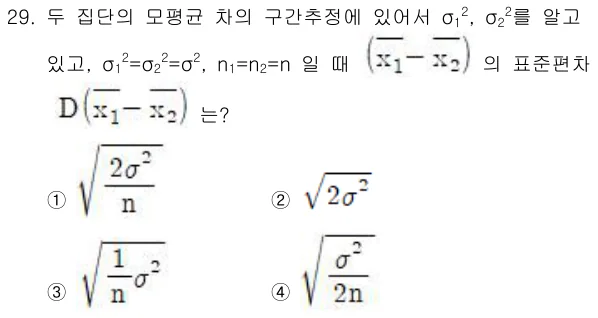 29. 두 집단의 모평균 차의 구간추정에 있어서 σ₁², σ₂²를 알고
있고, σ₁²=σ₂²=σ², n₁=n₂=n 일 때 (x̅₁− x̅₂) 의 표준편차
D(x̅₁− x̅₂) 는?
① √(2σ²/n) ② √(2σ²)
③ √((1/n)σ²) ④ √(σ²/2n)